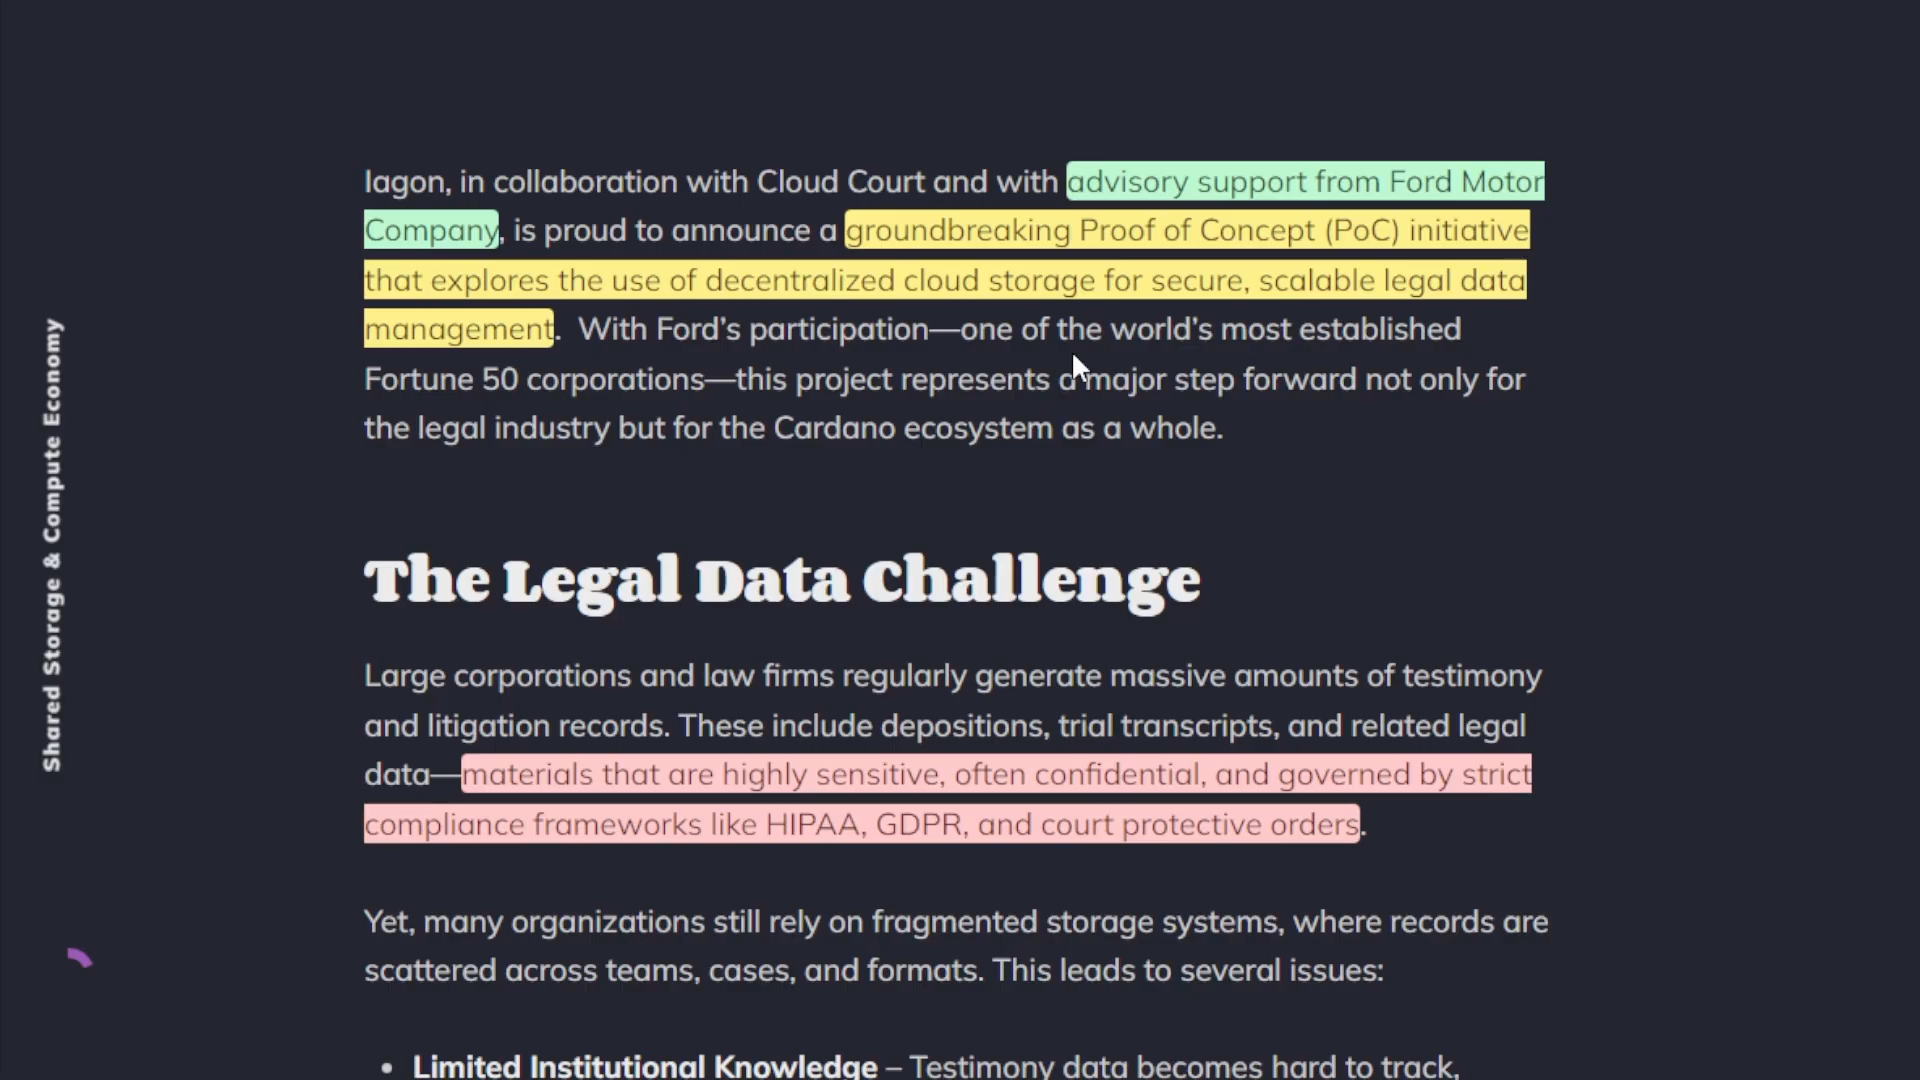 Iagon, in collaboration with Cloud Court and with advisory support from Ford Motor
Company, is proud to announce a groundbreaking Proof of Concept (PoC) initiative
that explores the use of decentralized cloud storage for secure, scalable legal data
management.  With Ford’s participation—one of the world’s most established
Fortune 50 corporations—this project represents a major step forward not only for
the legal industry but for the Cardano ecosystem as a whole.
The Legal Data Challenge
Large corporations and law firms regularly generate massive amounts of testimony
and litigation records. These include depositions, trial transcripts, and related legal
data—materials that are highly sensitive, often confidential, and governed by strict
compliance frameworks like HIPAA, GDPR, and court protective orders.
Yet, many organizations still rely on fragmented storage systems, where records are
scattered across teams, cases, and formats. This leads to several issues:
• Limited Institutional Knowledge – Testimony data becomes hard to track,
Shared Storage & Compute Economy